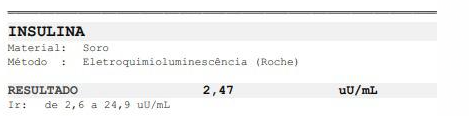 INSULINA
Material: Soro
Método : Eletroquimioluminescência (Roche)
RESULTADO 2,47 uU/mL
Ir: de 2,6 a 24,9 uU/mL